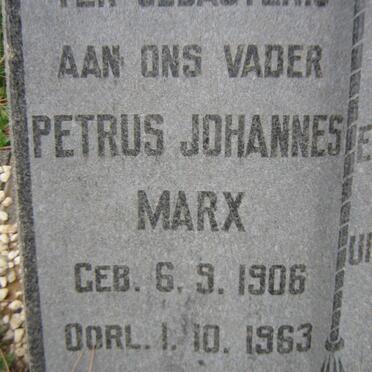 AAN ONS VADER
PETRUS JOHANNES
MARX
GEB. 6. 9. 1906
OORL. 1. 10. 1963